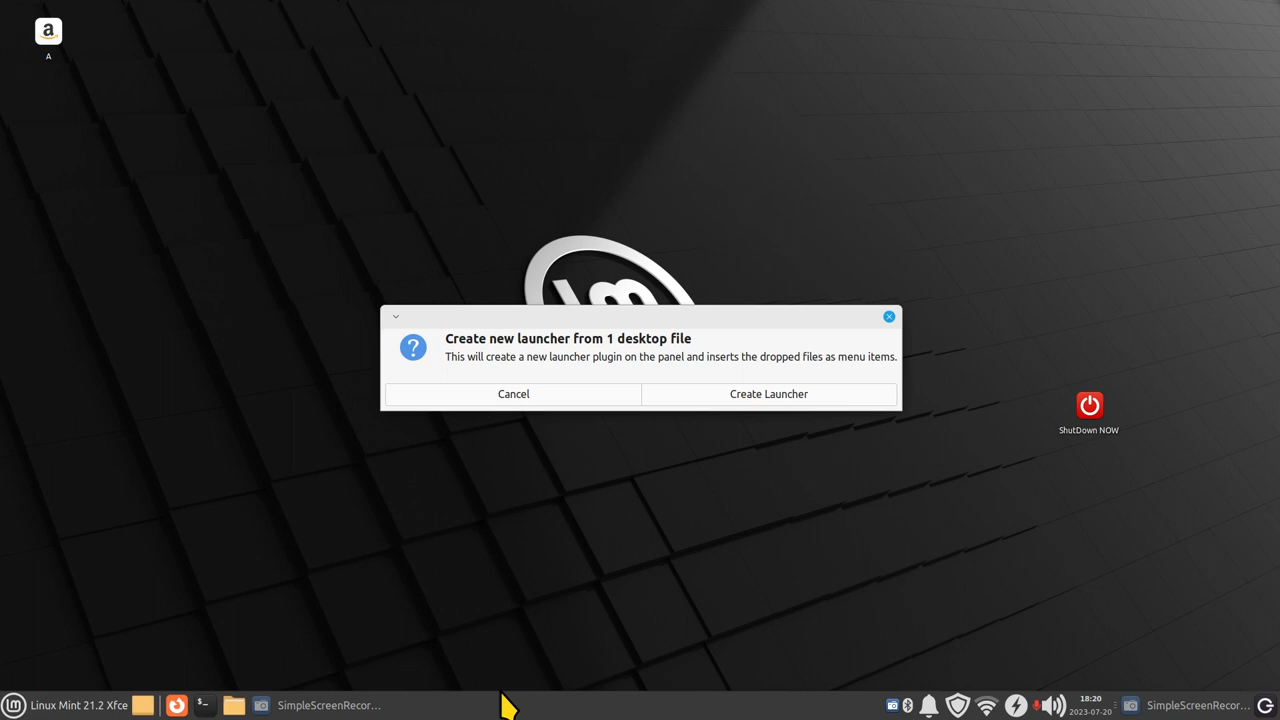 a
A
lm
Create new launcher from 1 desktop file
This will create a new launcher plugin on the panel and inserts the dropped files as menu items.
Cancel
Create Launcher
ShutDown NOW
Linux Mint 21.2 Xfce
SimpleScreenRecor...
18:20
2023-07-20
SimpleScreenRecor...